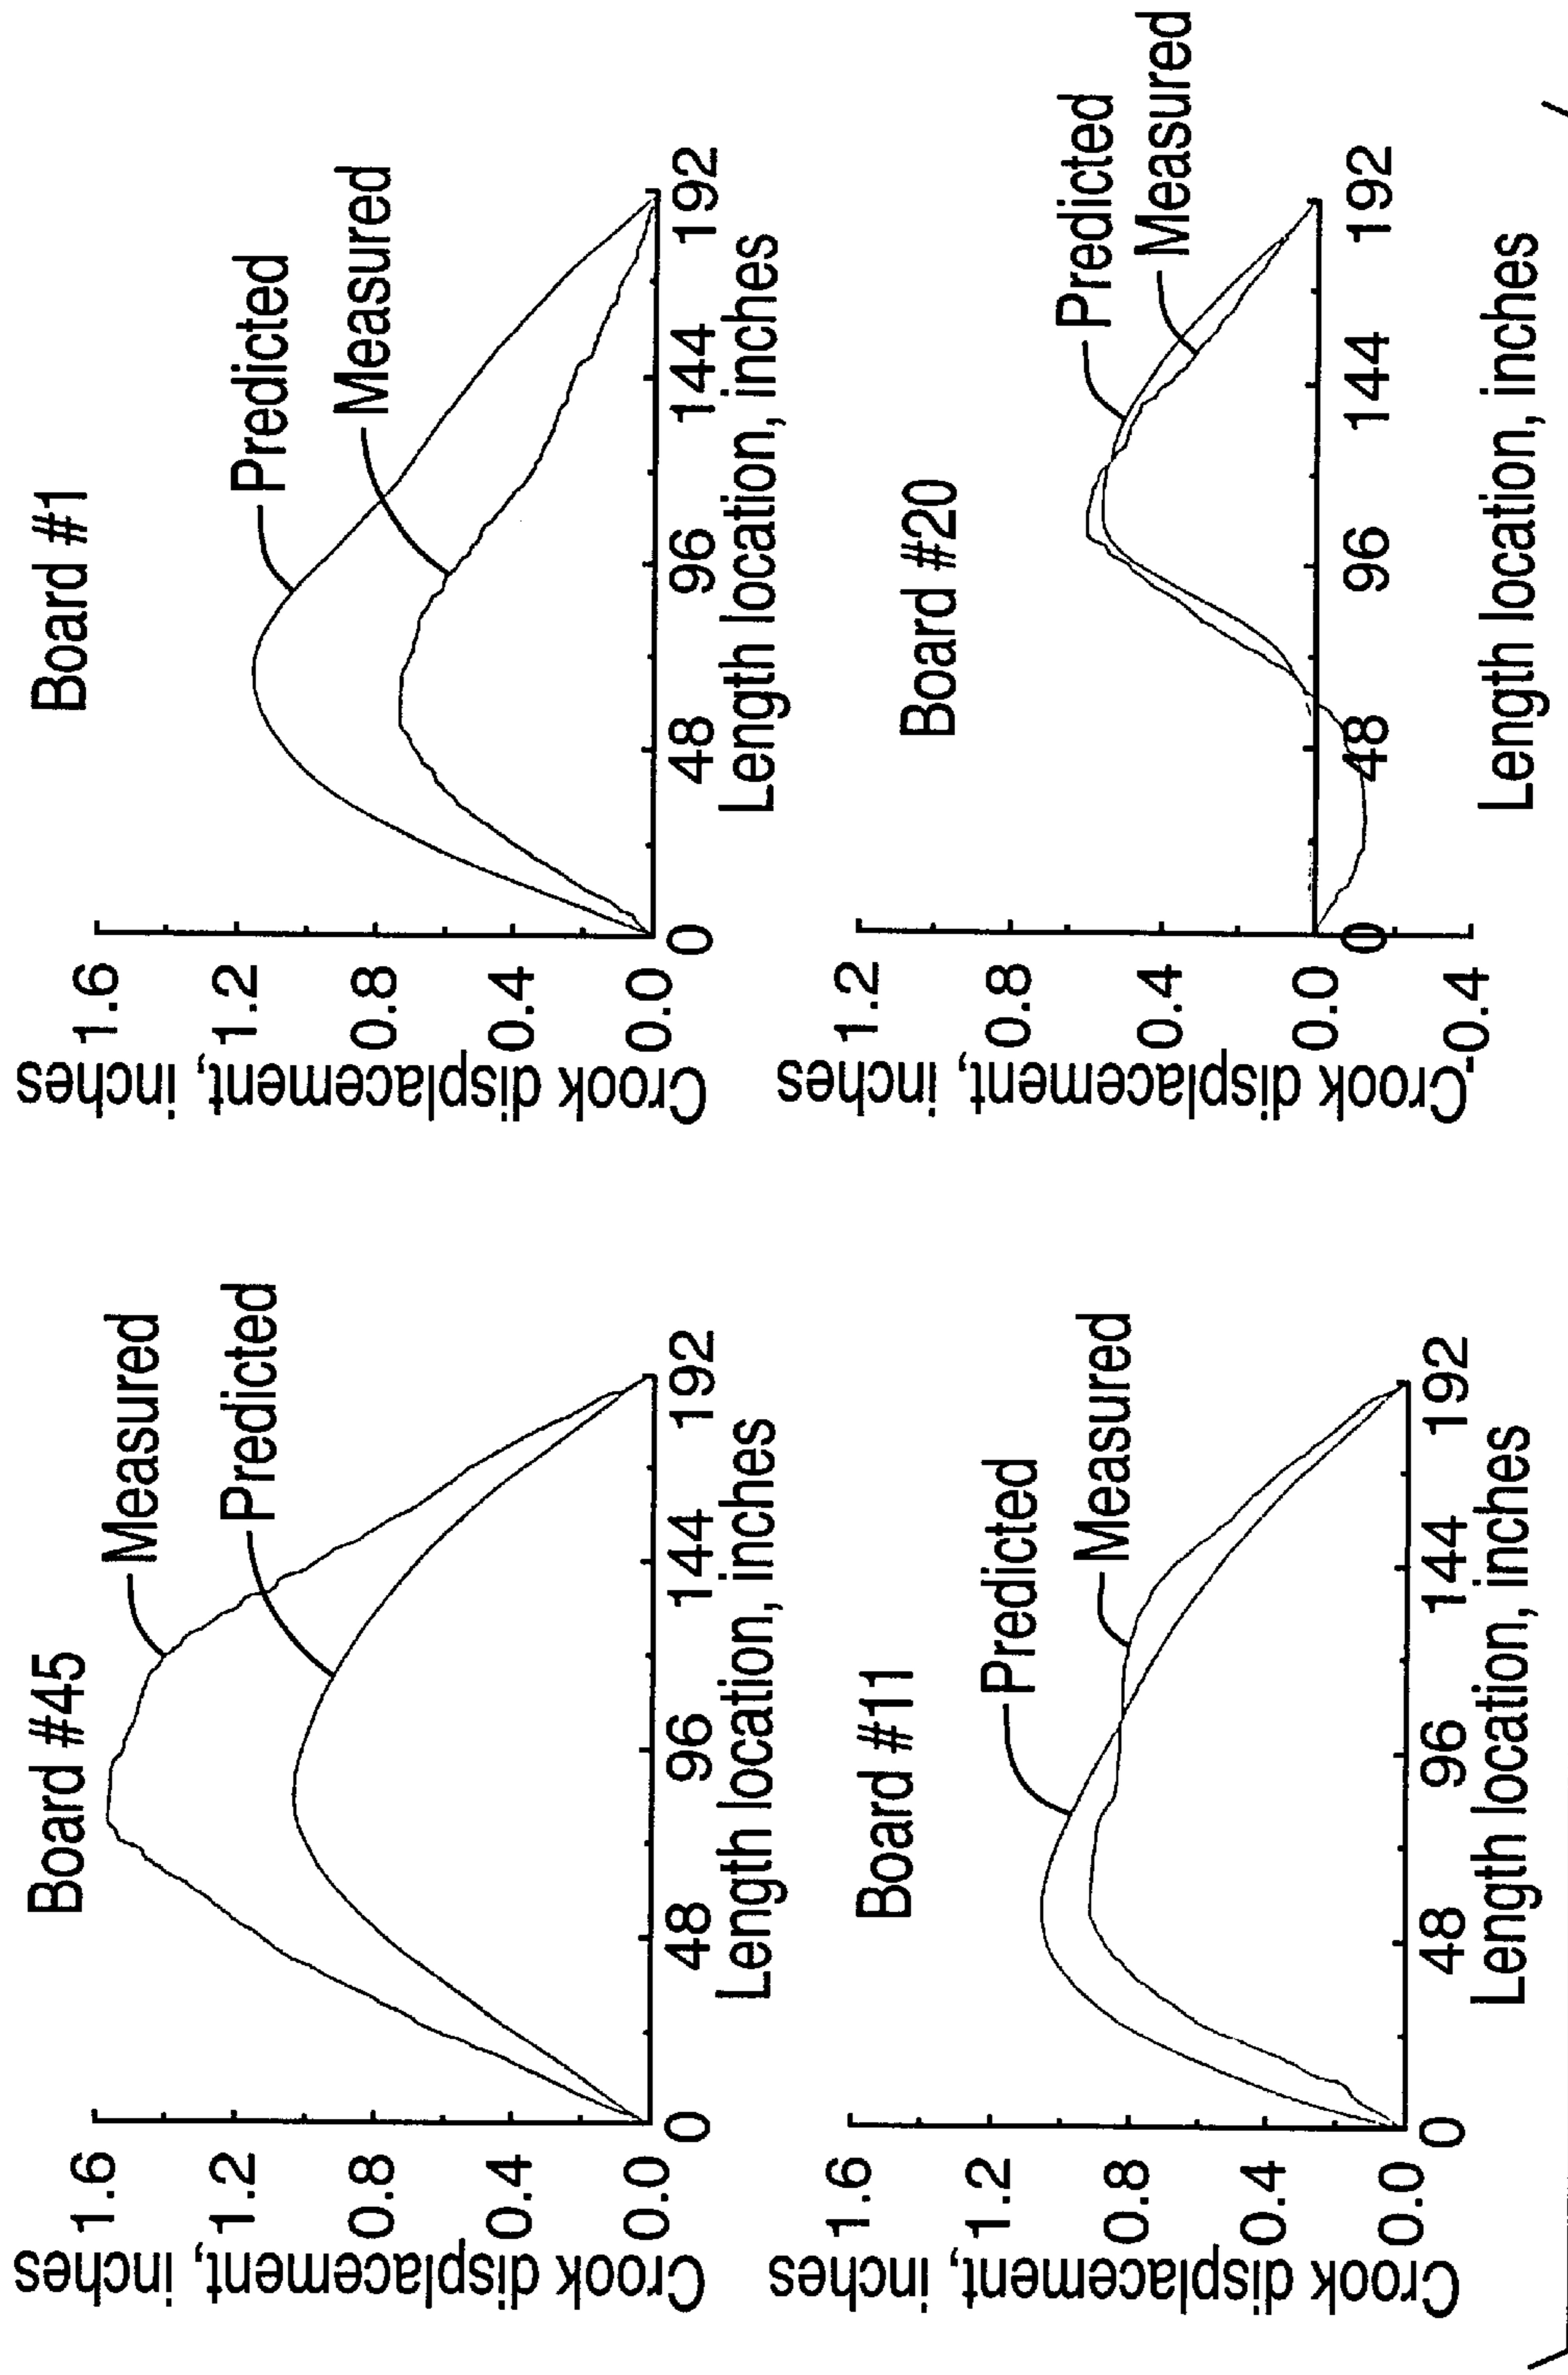 Board #45
Crook displacement, inches
1.6
1.2
0.8
0.4
0.0
Measured
Predicted
0 48 96 144 192
Length location, inches
Board #1
Crook displacement, inches
1.6
1.2
0.8
0.4
0.0
Predicted
Measured
0 48 96 144 192
Length location, inches
Board #11
Crook displacement, inches
1.6
1.2
0.8
0.4
0.0
Predicted
Measured
0 48 96 144 192
Length location, inches
Board #20
Crook displacement, inches
1.2
0.8
0.4
0.0
-0.4
Predicted
Measured
0 48 96 144 192
Length location, inches